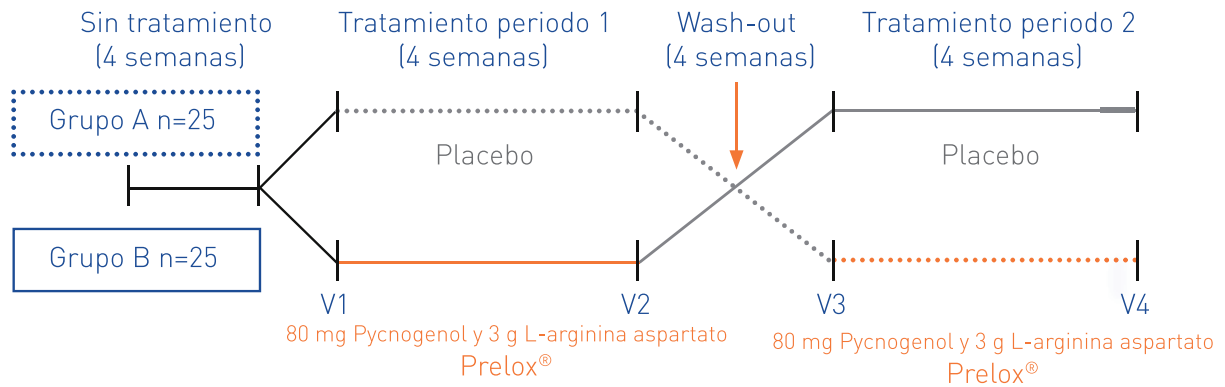 Sin tratamiento
(4 semanas)
Tratamiento periodo 1
(4 semanas)
Wash-out
(4 semanas)
Tratamiento periodo 2
(4 semanas)
Grupo A n=25
Placebo
Placebo
Grupo B n=25
V1
V2
V3
V4
80 mg Pycnogenol y 3 g L-arginina aspartato
Prelox®
80 mg Pycnogenol y 3 g L-arginina aspartato
Prelox®